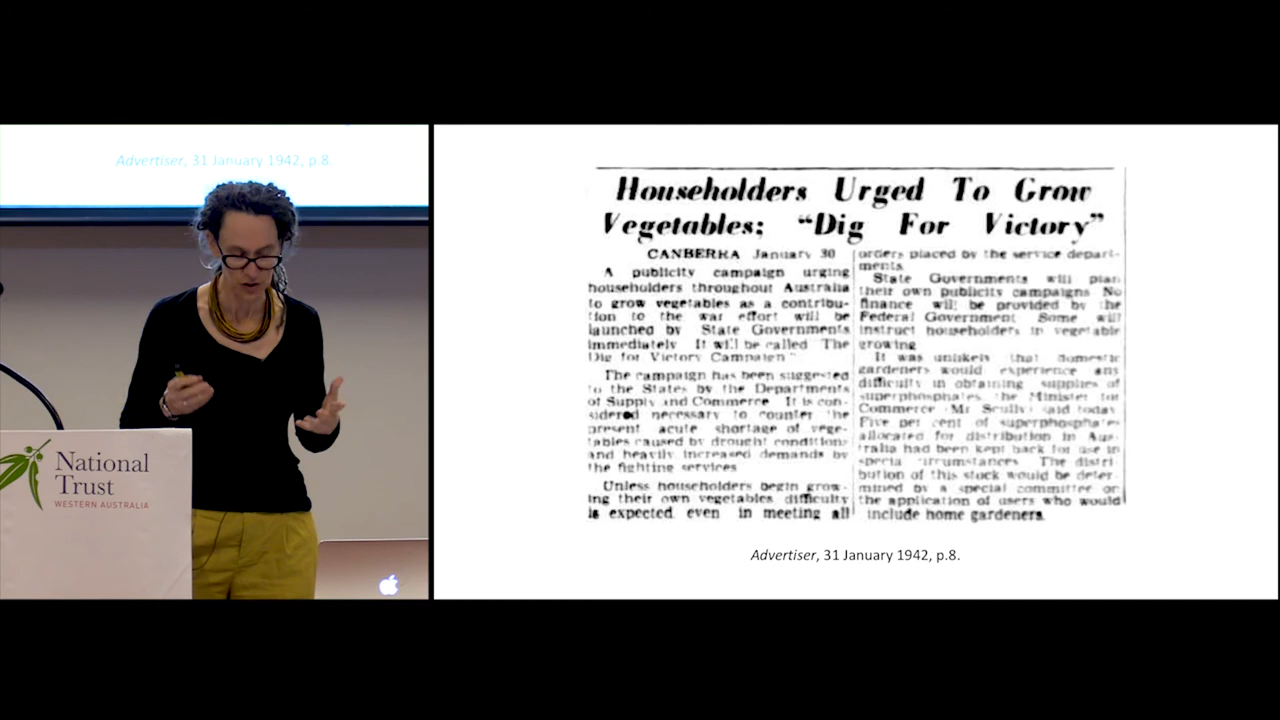 Advertiser, 31 January 1942, p.8.
National
Trust
WESTERN AUSTRALIA
Householders Urged To Grow
Vegetables; "Dig For Victory"
CANBERRA January 30
A publicity campaign urging
householders throughout Australia
to grow vegetables as a contribu-
tion to the war effort will be
launched by State Governments
immediately It will be called The
Dig for Victory Campaign"
The campaign has been suggested
to the States by the Departments
of Supply and Commerce. It is con-
sidered necessary to counter the
present acute shortage of vege-
tables caused by drought conditions
and heavily increased demands by
the fighting services
Unless householders begin grow-
ing their own vegetables difficulty
is expected even in meeting all
orders placed by the service depart-
ments.
State Governments will plan
their own publicity campaigns No
finance will be provided by the
Federal Government Some will
instruct householders in vegetable
growing
It was unlikely that domestic
gardeners would experience any
difficulty in obtaining supplies of
superphosphates, the Minister for
Commerce (Mr Scully) said today
Five per cent of superphosphates
allocated for distribution in Aus-
tralia had been kept back for use in
special circumstances The distri-
bution of this stock would be deter-
mined by a special committee on
the application of users who would
include home gardeners.
Advertiser, 31 January 1942, p.8.